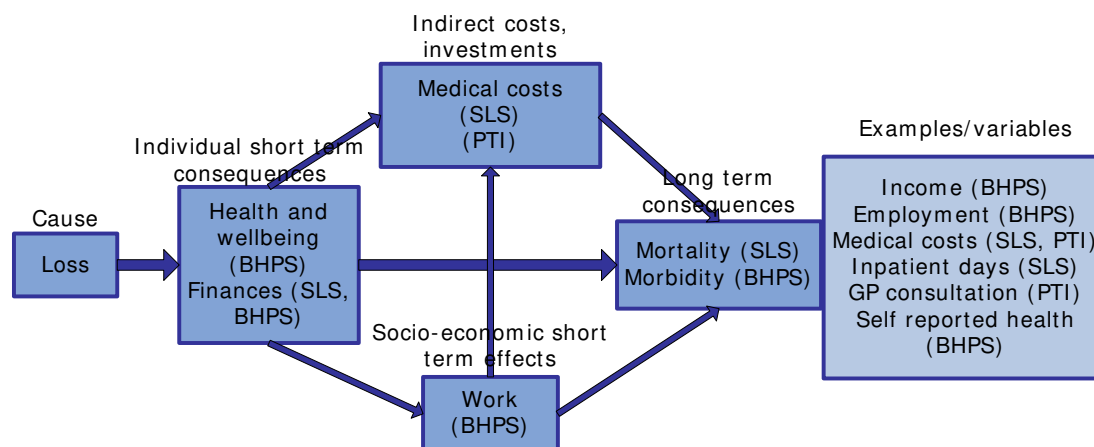 Indirect costs,
investments
Medical costs
(SLS)
(PTI)
Individual short term
consequences
Health and
wellbeing
(BHPS)
Finances (SLS,
BHPS)
Cause
Loss
Socio-economic short
term effects
Work
(BHPS)
Long term
consequences
Mortality (SLS)
Morbidity (BHPS)
Examples/variables
Income (BHPS)
Employment (BHPS)
Medical costs (SLS, PTI)
Inpatient days (SLS)
GP consultation (PTI)
Self reported health
(BHPS)